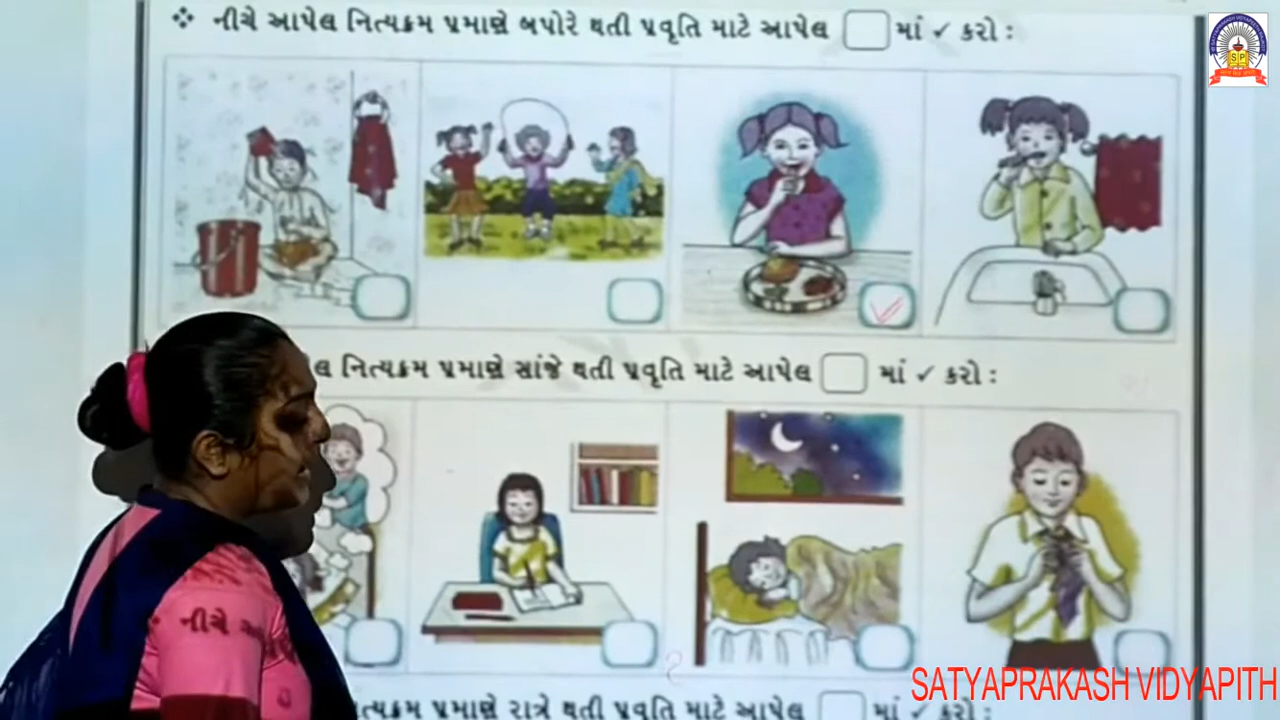 ❖ નીચે આપેલ નિત્યક્રમ પ્રમાણે બપોરે થતી પ્રવૃતિ માટે આપેલ માં ✓ કરો :
લ નિત્યક્રમ પ્રમાણે સાંજે થતી પ્રવૃતિ માટે આપેલ માં ✓ કરો :
નીચે
ત્યક્રમ પ્રમાણે રાત્રે થતી પ્રવૃતિ માટે આપેલ માં ✓ કરો :
SATYAPRAKASH VIDYAPITH